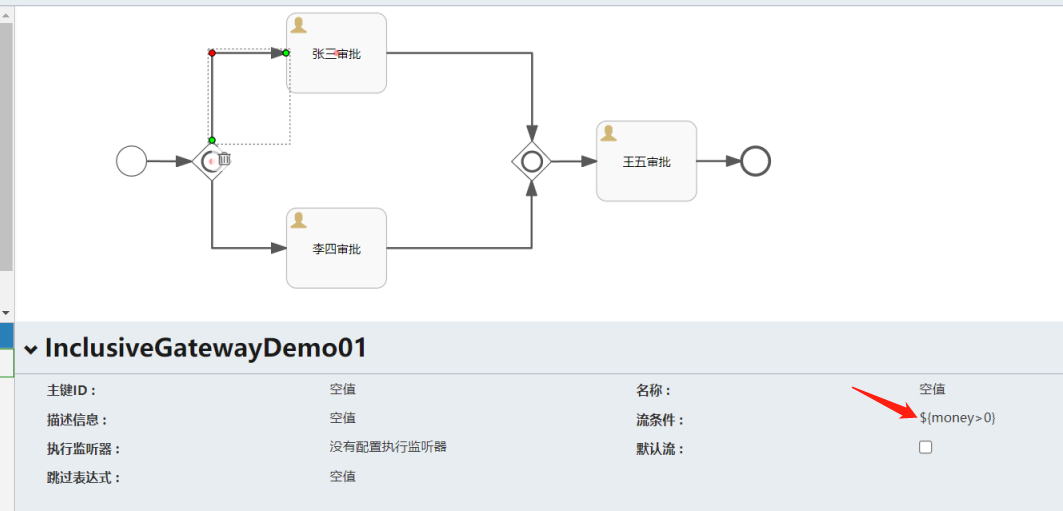 张三审批
王五审批
李四审批
InclusiveGatewayDemo01
主键ID： 空值 名称： 空值
描述信息： 空值 流条件： ${money>0}
执行监听器： 没有配置执行监听器 默认流：
跳过表达式： 空值